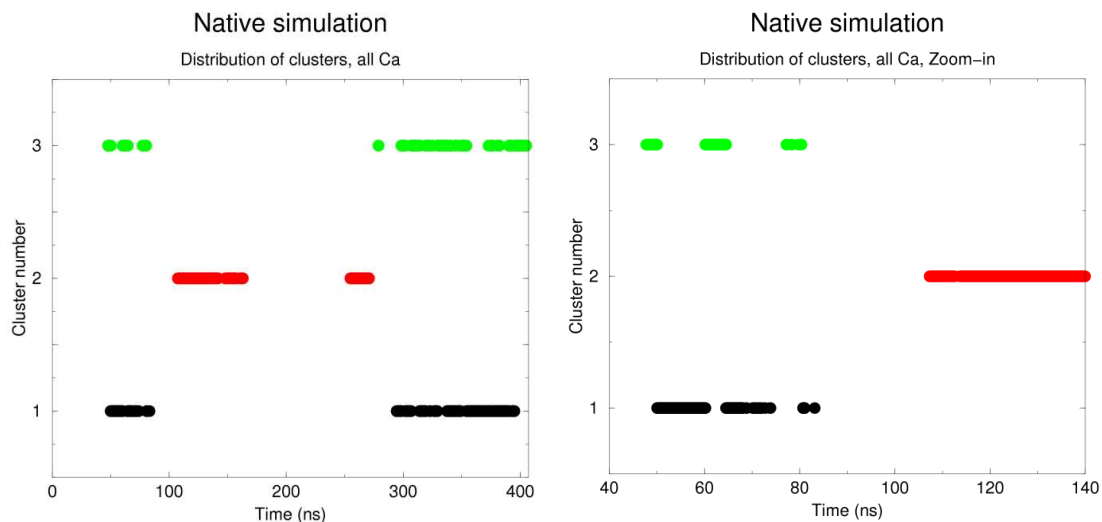 Native simulation
Distribution of clusters, all Ca
3
2
1
Cluster number
0
100
200
300
400
Time (ns)
Native simulation
Distribution of clusters, all Ca, Zoom-in
3
2
1
Cluster number
40
60
80
100
120
140
Time (ns)